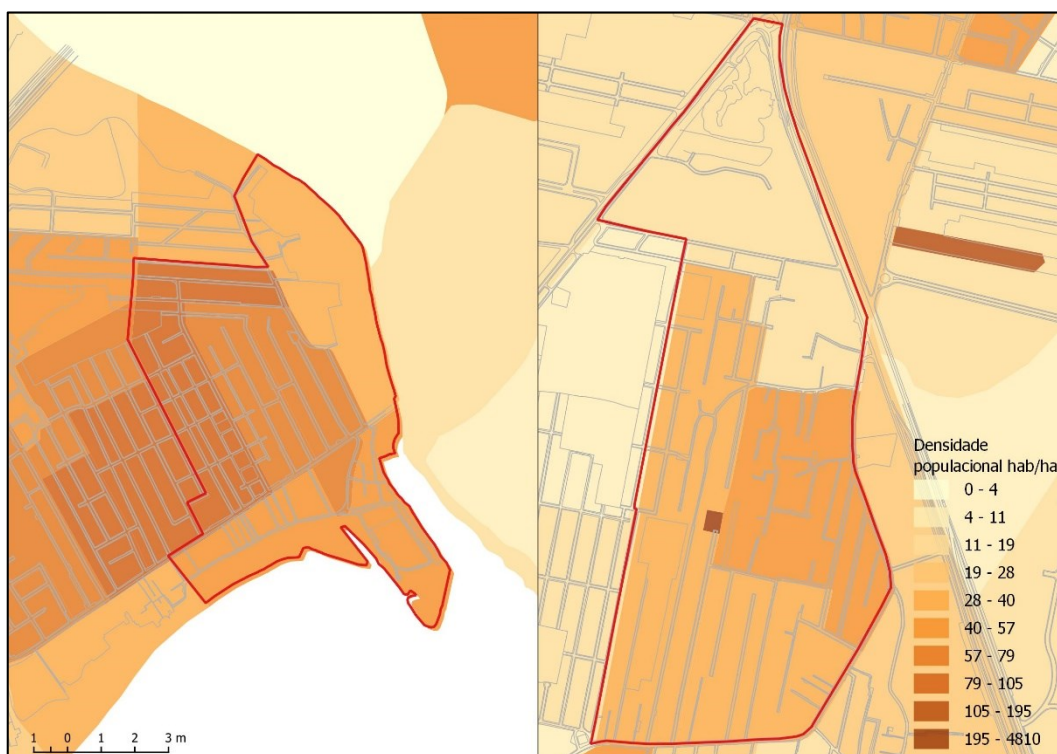 Densidade
populacional hab/ha
0 - 4
4 - 11
11 - 19
19 - 28
28 - 40
40 - 57
57 - 79
79 - 105
105 - 195
195 - 4810
1 0 1 2 3 m